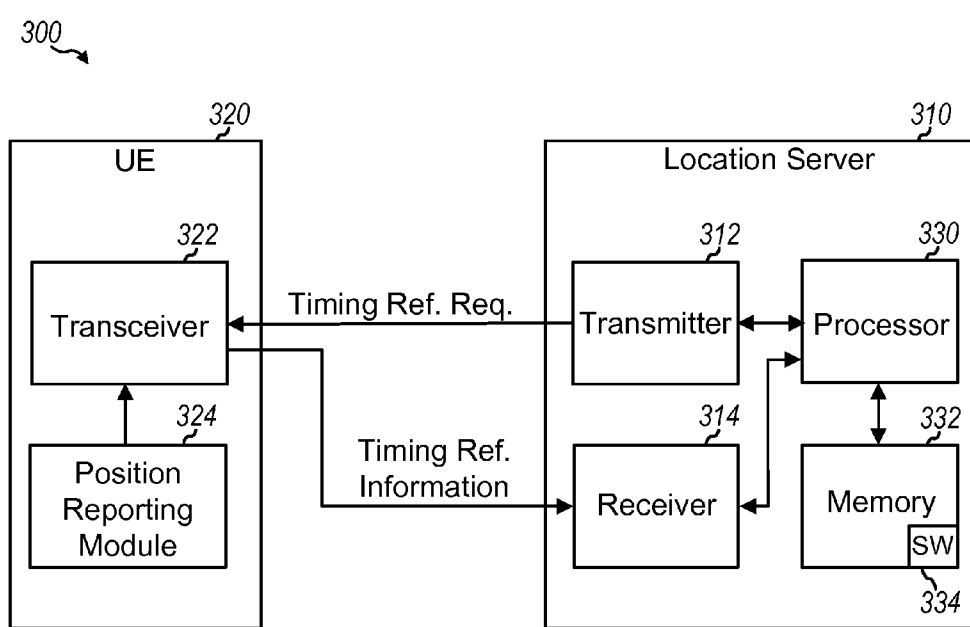 300
320
310
UE
Location Server
322
312
330
Timing Ref. Req.
Transceiver
Transmitter
Processor
324
314
332
Timing Ref.
Information
Position
Reporting
Module
Receiver
Memory
SW
334